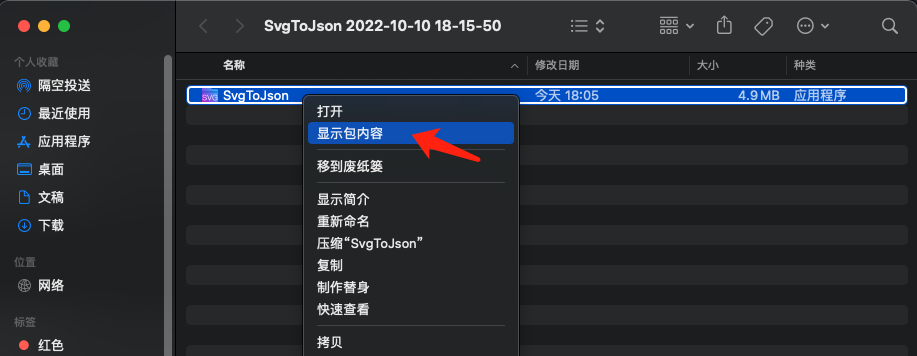 SvgToJson 2022-10-10 18-15-50
个人收藏
隔空投送
最近使用
应用程序
桌面
文稿
下载
位置
网络
标签
红色
名称 修改日期 大小 种类
SVG SvgToJson 今天 18:05 4.9 MB 应用程序
打开
显示包内容
移到废纸篓
显示简介
重新命名
压缩“SvgToJson”
复制
制作替身
快速查看
拷贝